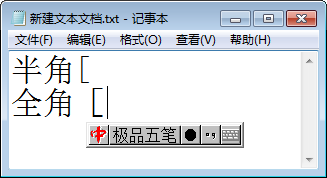 新建文本文档.txt - 记事本
文件(F) 编辑(E) 格式(O) 查看(V) 帮助(H)
半角[
全角［
中 极品五笔